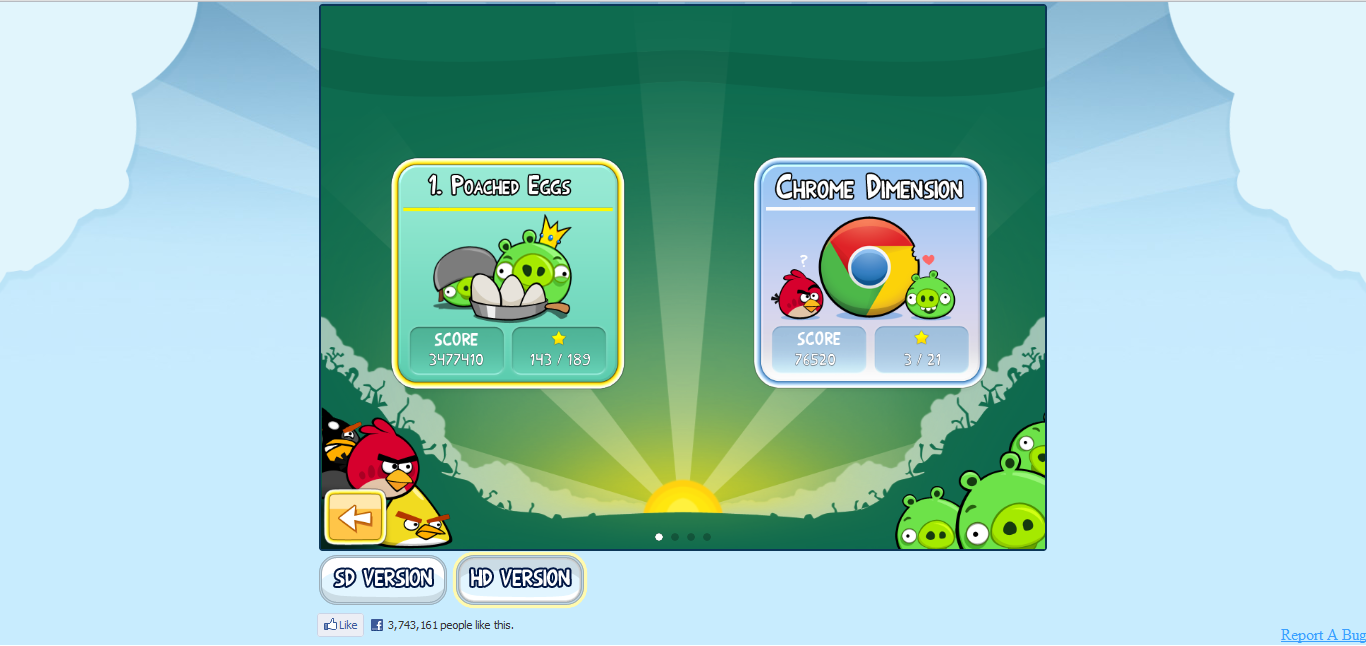 1. Poached Eggs
Chrome Dimension
?
SCORE
3477410
143 / 189
SCORE
76520
3 / 21
SD VERSION
HD VERSION
Like
3,743,161 people like this.
Report A Bug